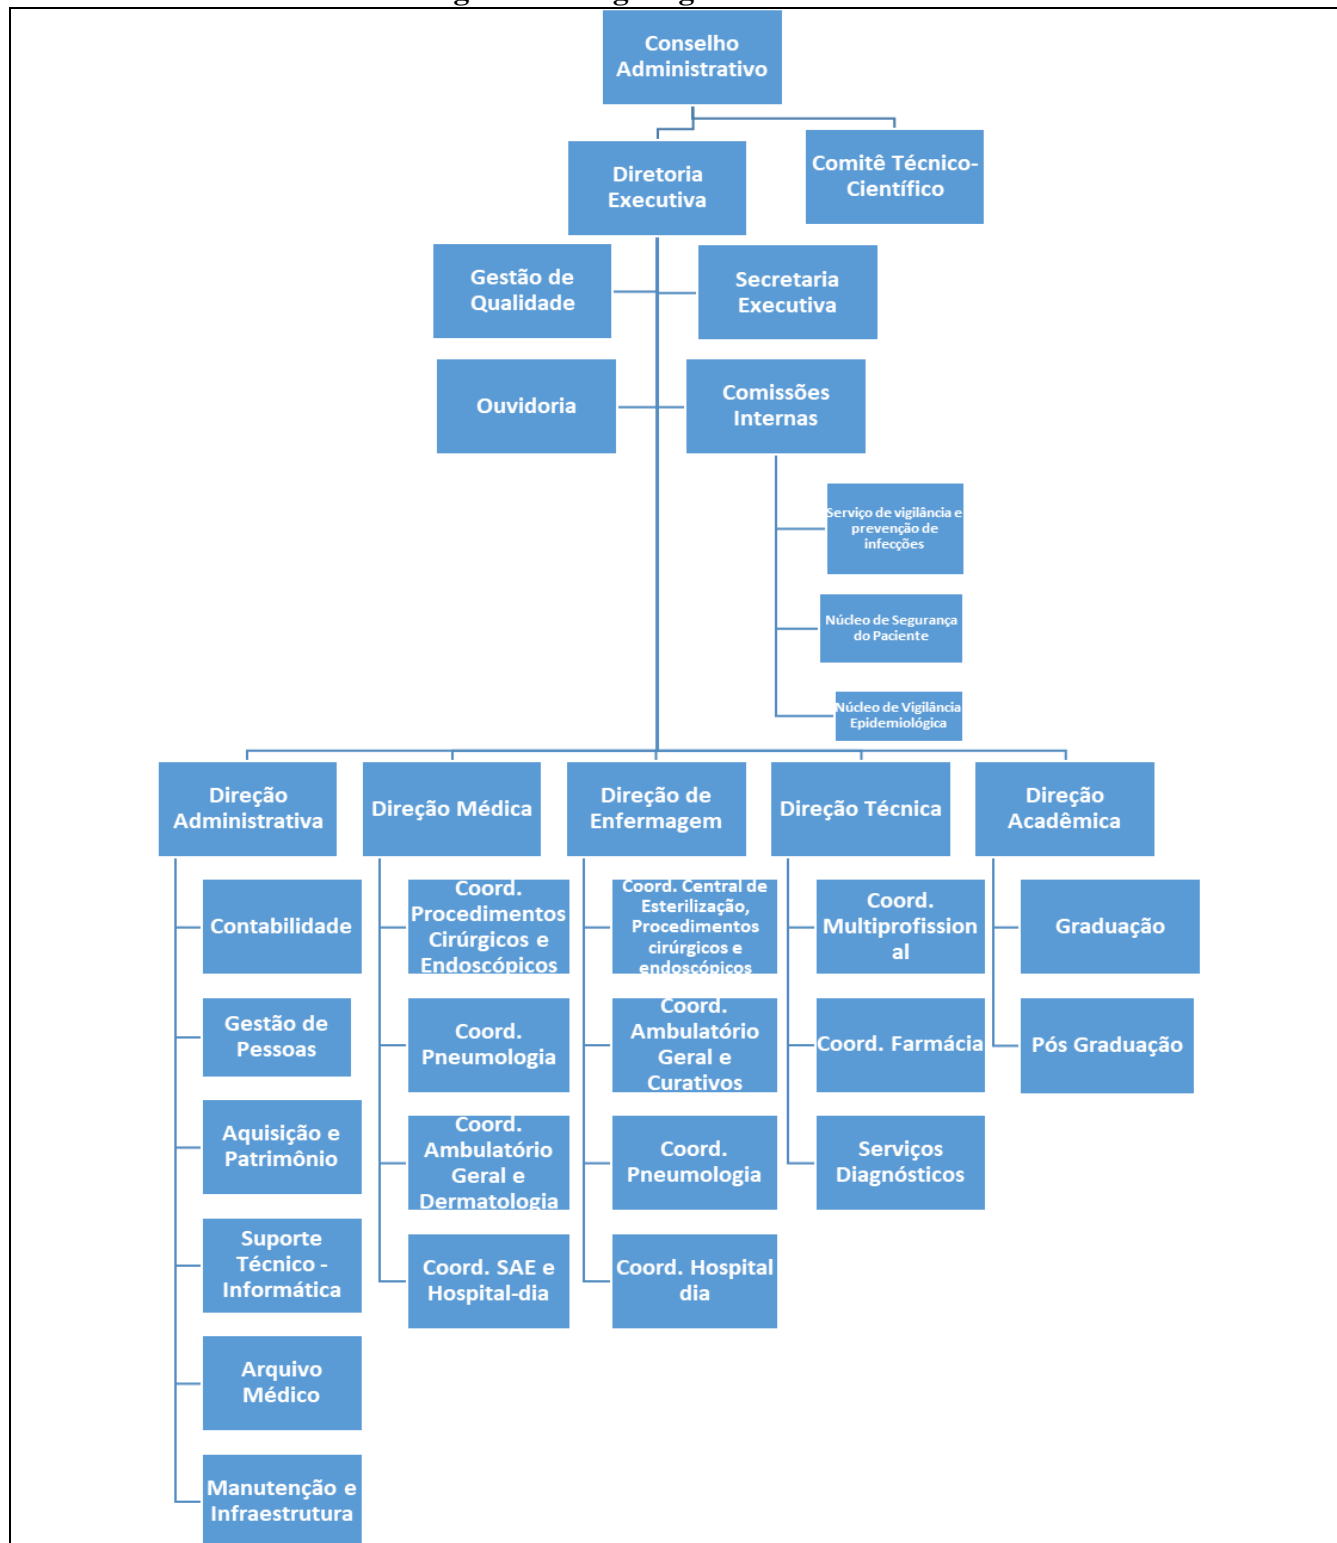 Conselho
Administrativo
Comitê Técnico-
Científico
Diretoria
Executiva
Gestão de
Qualidade
Secretaria
Executiva
Ouvidoria
Comissões
Internas
Serviço de vigilância e
prevenção de
infecções
Núcleo de Segurança
do Paciente
Núcleo de Vigilância
Epidemiológica
Direção
Administrativa
Direção Médica
Direção de
Enfermagem
Direção Técnica
Direção
Acadêmica
Contabilidade
Gestão de
Pessoas
Aquisição e
Patrimônio
Suporte
Técnico -
Informática
Arquivo
Médico
Manutenção e
Infraestrutura
Coord.
Procedimentos
Cirúrgicos e
Endoscópicos
Coord.
Pneumologia
Coord.
Ambulatório
Geral e
Dermatologia
Coord. SAE e
Hospital-dia
Coord. Central de
Esterilização,
Procedimentos
cirúrgicos e
endoscópicos
Coord.
Ambulatório
Geral e
Curativos
Coord.
Pneumologia
Coord. Hospital
dia
Coord.
Multiprofission
al
Coord. Farmácia
Serviços
Diagnósticos
Graduação
Pós Graduação